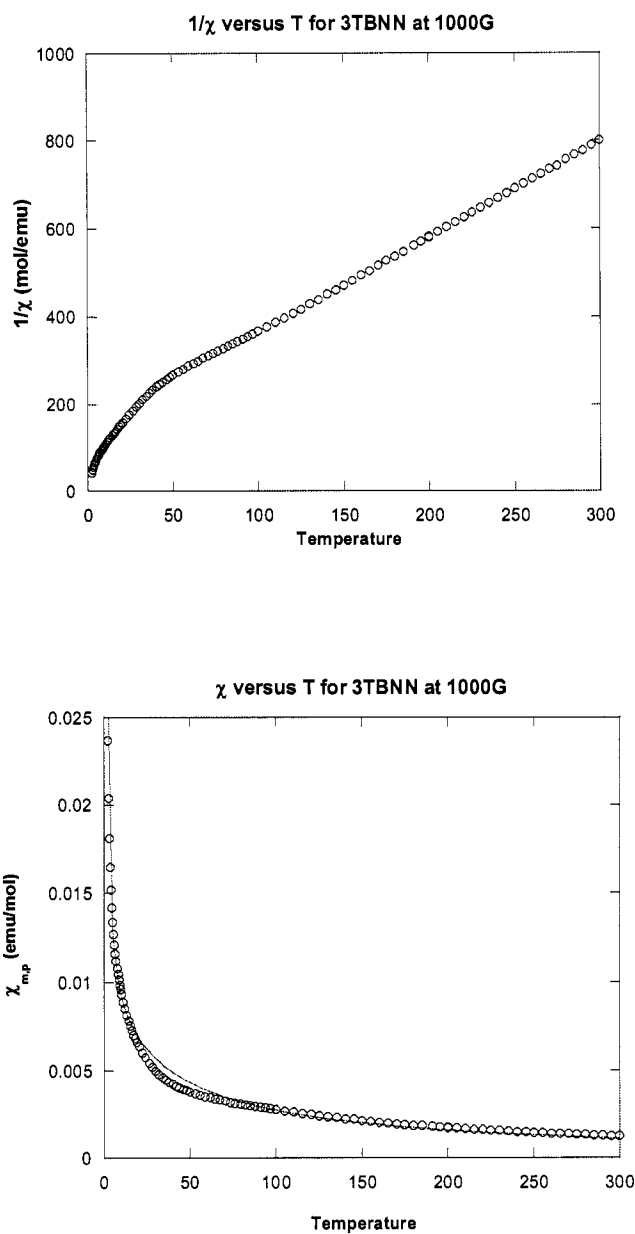 1/χ versus T for 3TBNN at 1000G
1000
800
600
400
200
0
1/χ (mol/emu)
0 50 100 150 200 250 300
Temperature
χ versus T for 3TBNN at 1000G
0.025
0.02
0.015
0.01
0.005
0
χm,p (emu/mol)
0 50 100 150 200 250 300
Temperature